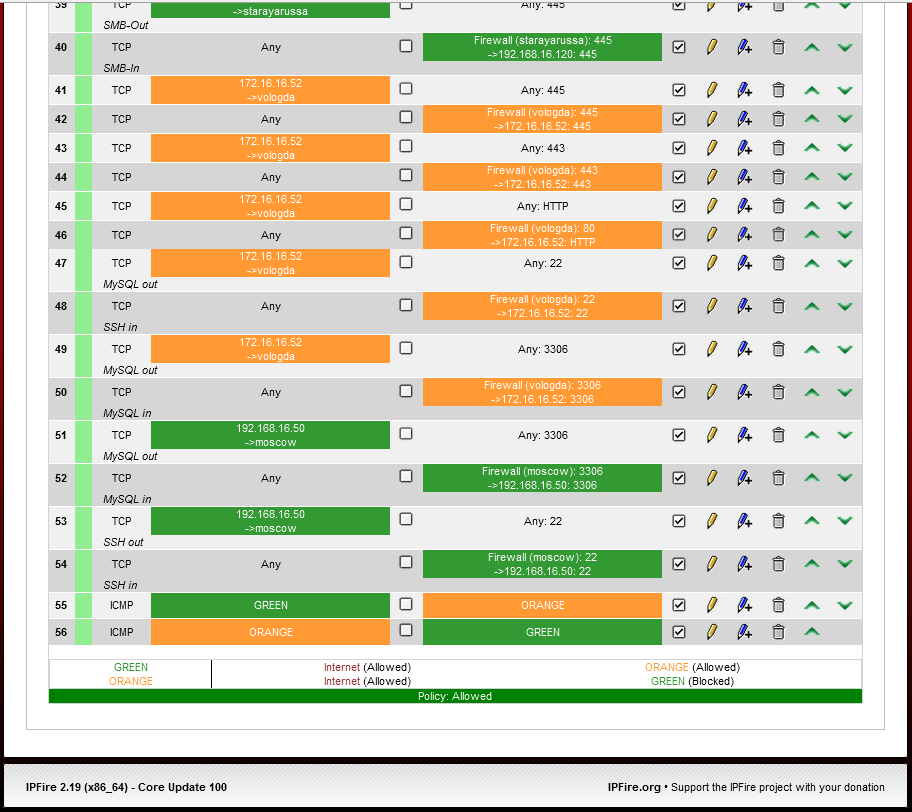 39 TCP ->starayarussa Any: 445
SMB-Out
40 TCP Any Firewall (starayarussa): 445
->192.168.16.120: 445
SMB-In
41 TCP 172.16.16.52
->vologda Any: 445
42 TCP Any Firewall (vologda): 445
->172.16.16.52: 445
43 TCP 172.16.16.52
->vologda Any: 443
44 TCP Any Firewall (vologda): 443
->172.16.16.52: 443
45 TCP 172.16.16.52
->vologda Any: HTTP
46 TCP Any Firewall (vologda): 80
->172.16.16.52: HTTP
47 TCP 172.16.16.52
->vologda Any: 22
MySQL out
48 TCP Any Firewall (vologda): 22
->172.16.16.52: 22
SSH in
49 TCP 172.16.16.52
->vologda Any: 3306
MySQL out
50 TCP Any Firewall (vologda): 3306
->172.16.16.52: 3306
MySQL in
51 TCP 192.168.16.50
->moscow Any: 3306
MySQL out
52 TCP Any Firewall (moscow): 3306
->192.168.16.50: 3306
MySQL in
53 TCP 192.168.16.50
->moscow Any: 22
SSH out
54 TCP Any Firewall (moscow): 22
->192.168.16.50: 22
SSH in
55 ICMP GREEN ORANGE
56 ICMP ORANGE GREEN
GREEN Internet (Allowed) ORANGE (Allowed)
ORANGE Internet (Allowed) GREEN (Blocked)
Policy: Allowed
IPFire 2.19 (x86_64) - Core Update 100 IPFire.org • Support the IPFire project with your donation